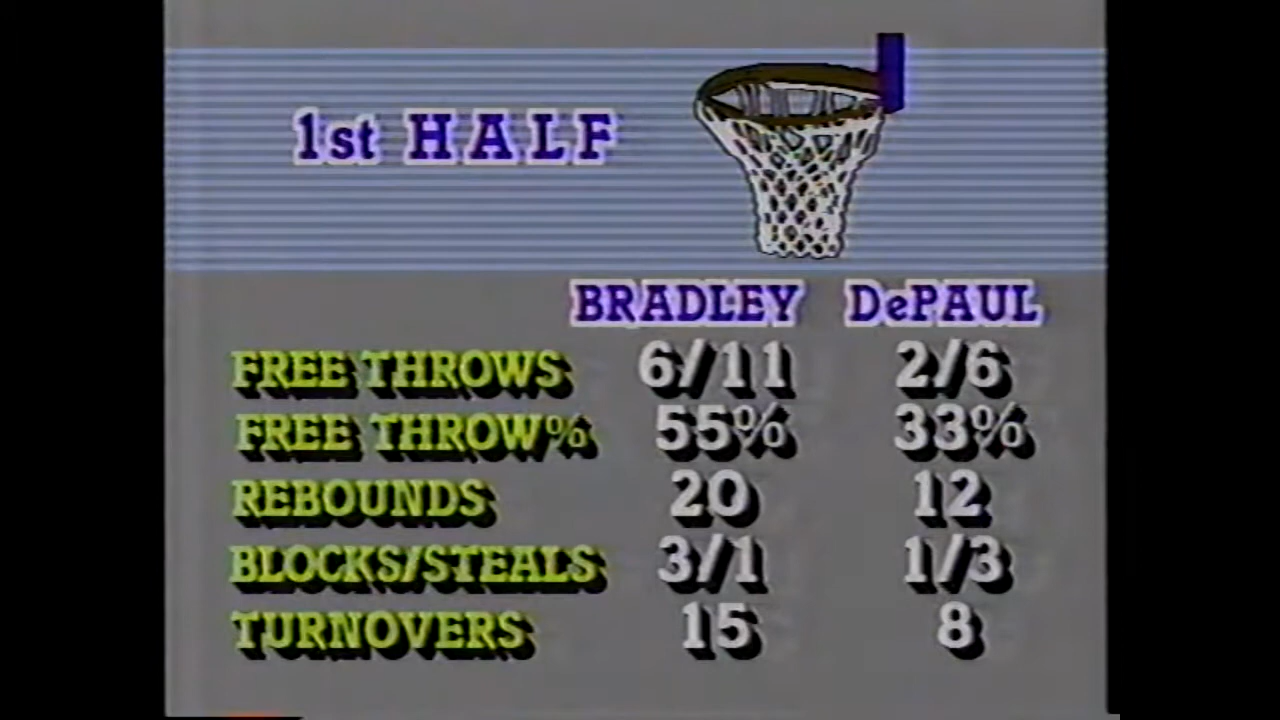 1st HALF
BRADLEY DePAUL
FREE THROWS 6/11 2/6
FREE THROW% 55% 33%
REBOUNDS 20 12
BLOCKS/STEALS 3/1 1/3
TURNOVERS 15 8